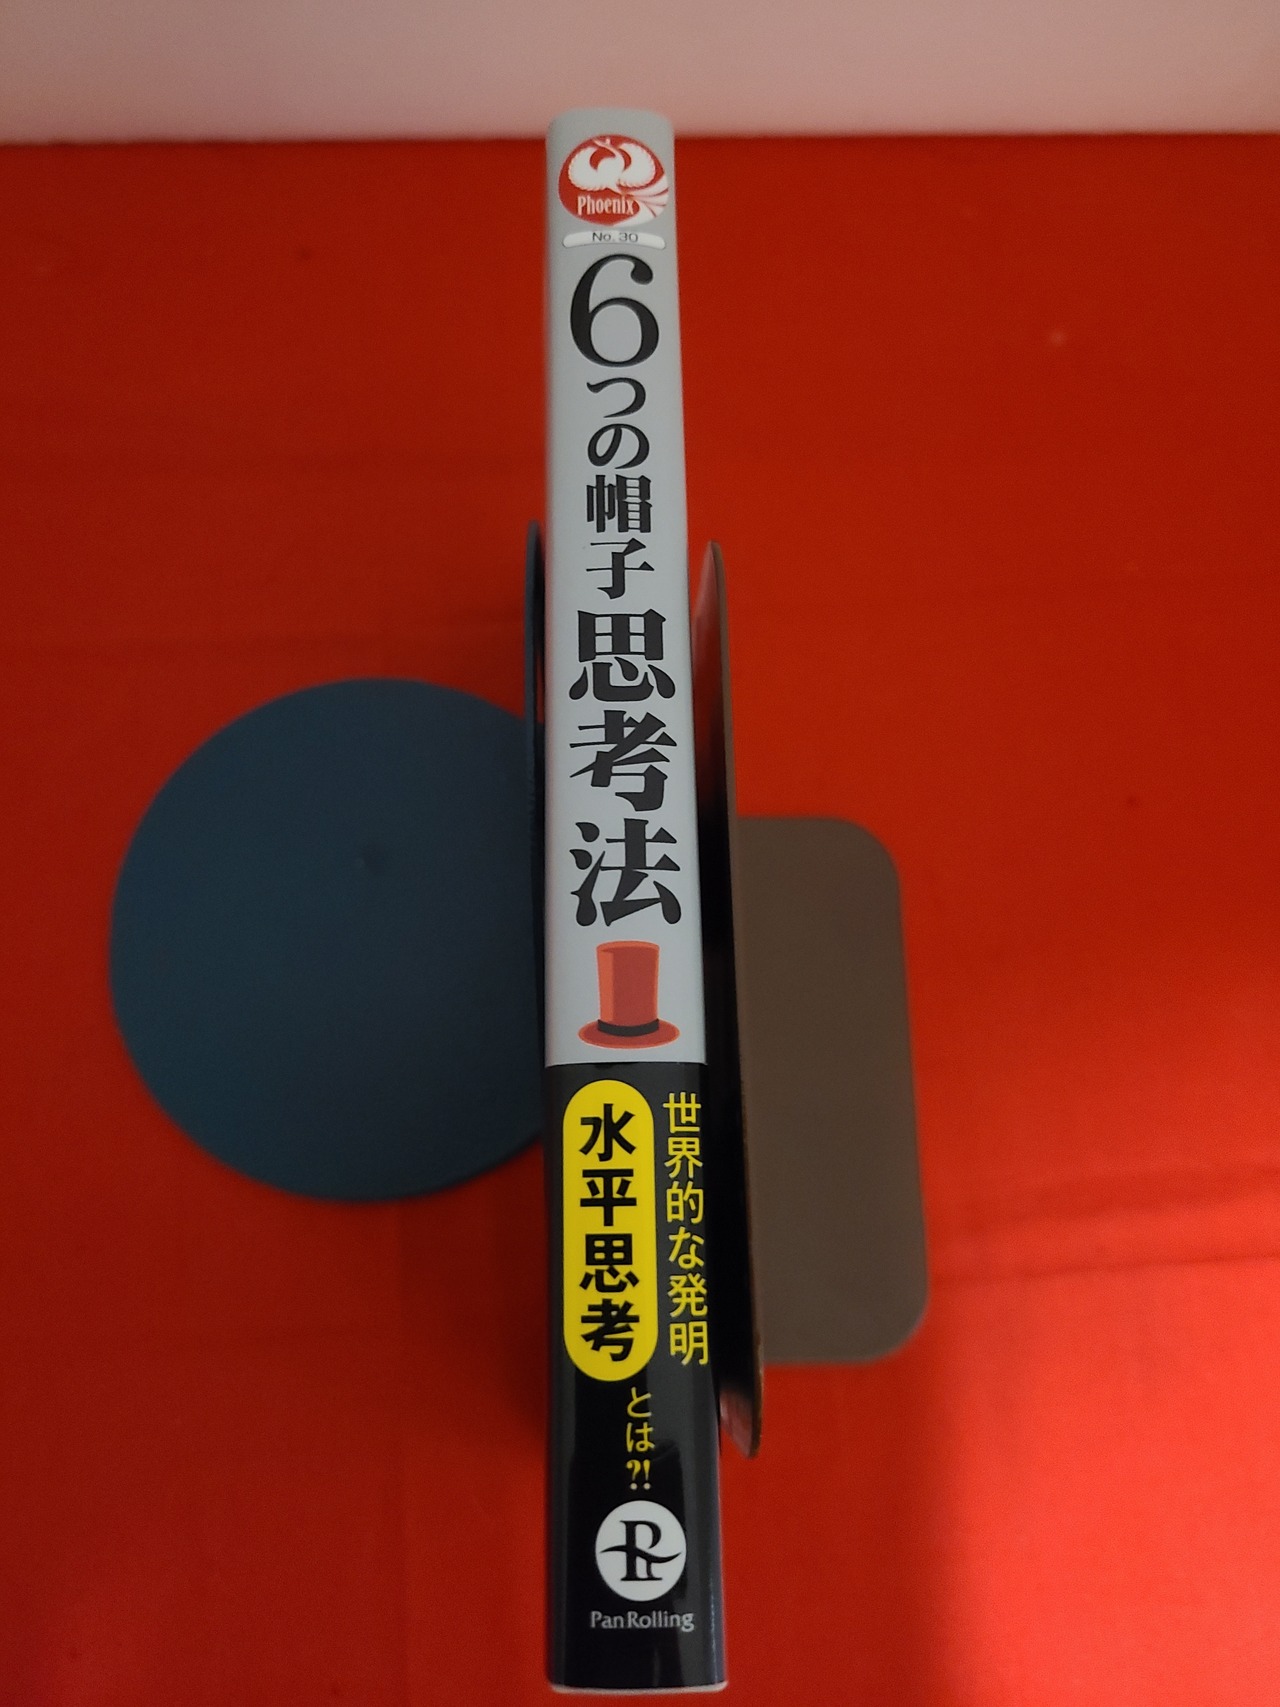 Phoenix
No. 30
6つの帽子思考法
世界的な発明
水平思考
とは?!
PanRolling